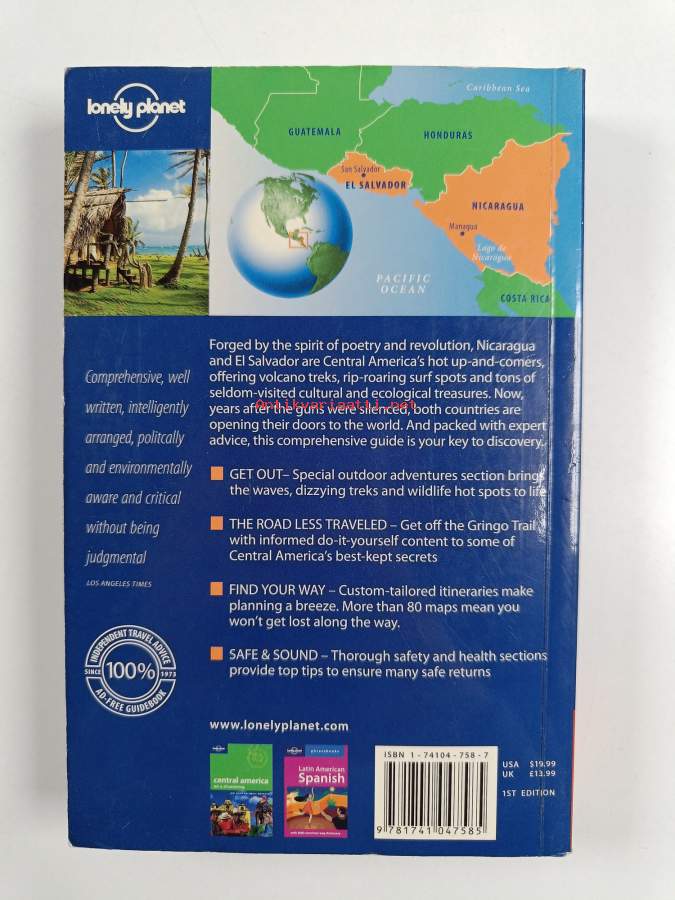 lonely planet
Caribbean Sea
GUATEMALA
HONDURAS
San Salvador
EL SALVADOR
NICARAGUA
Managua
Lago de
Nicaragua
PACIFIC
OCEAN
COSTA RICA
Forged by the spirit of poetry and revolution, Nicaragua
and El Salvador are Central America's hot up-and-comers,
offering volcano treks, rip-roaring surf spots and tons of
seldom-visited cultural and ecological treasures. Now,
years after the guns were silenced, both countries are
opening their doors to the world. And packed with expert
advice, this comprehensive guide is your key to discovery.
Antikvariaatti.net
Comprehensive, well
written, intelligently
arranged, politcally
and environmentally
aware and critical
without being
judgmental
LOS ANGELES TIMES
GET OUT– Special outdoor adventures section brings
the waves, dizzying treks and wildlife hot spots to life
THE ROAD LESS TRAVELED – Get off the Gringo Trail
with informed do-it-yourself content to some of
Central America's best-kept secrets
FIND YOUR WAY – Custom-tailored itineraries make
planning a breeze. More than 80 maps mean you
won't get lost along the way.
SAFE & SOUND – Thorough safety and health sections
provide top tips to ensure many safe returns
INDEPENDENT TRAVEL ADVICE
SINCE 100% 1973
AD-FREE GUIDEBOOK
www.lonelyplanet.com
lonely planet
central america
lonely planet phrasebooks
Latin American
Spanish
ISBN 1-74104-758-7
9 781741 047585
USA $19.99
UK £13.99
1ST EDITION